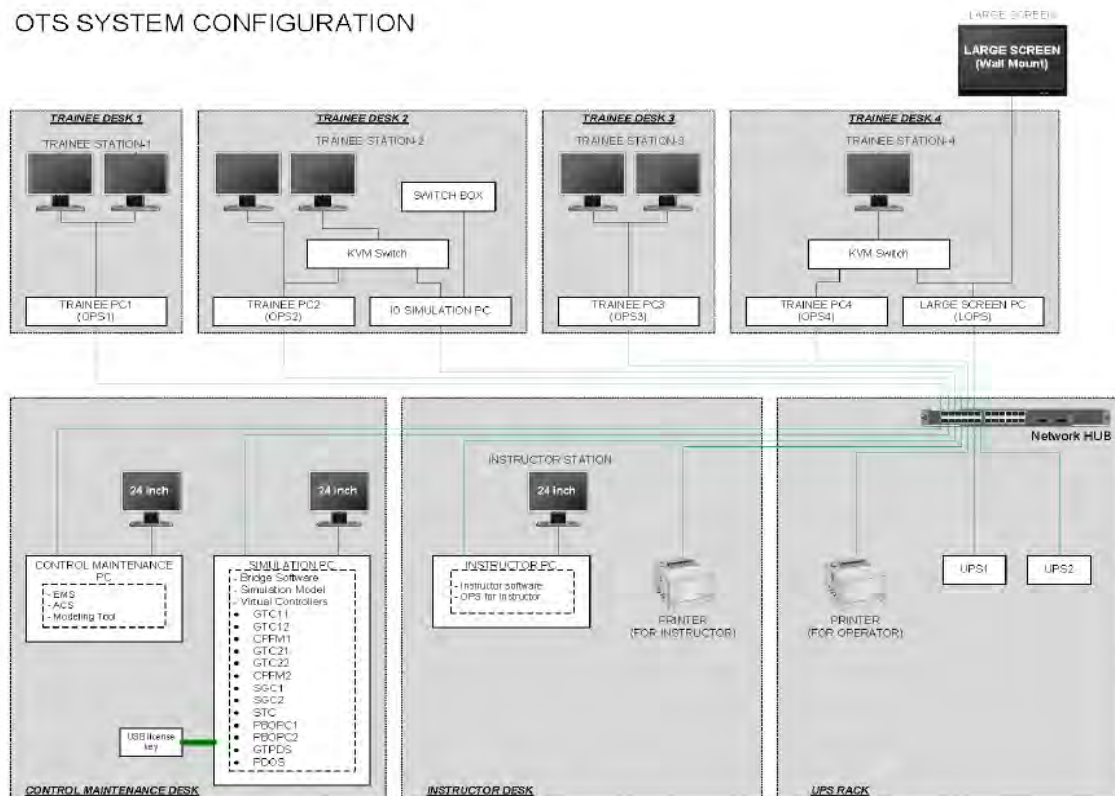 OTS SYSTEM CONFIGURATION
LARGE SCREEN
LARGE SCREEN
(Wall Mount)
TRAINEE DESK 1
TRAINEE DESK 2
TRAINEE DESK 3
TRAINEE DESK 4
TRAINEE STATION-1
TRAINEE STATION-2
TRAINEE STATION-3
TRAINEE STATION-4
SWITCH BOX
KVM Switch
KVM Switch
TRAINEE PC1
(OPS1)
TRAINEE PC2
(OPS2)
IO SIMULATION PC
TRAINEE PC3
(OPS3)
TRAINEE PC4
(OPS4)
LARGE SCREEN PC
(LOPS)
Network HUB
INSTRUCTOR STATION
24 inch
24 inch
24 inch
CONTROL MAINTENANCE
PC
- EMS
- ACS
- Modeling Tool
SIMULATION PC
- Bridge Software
- Simulation Model
- Virtual Controllers
● GTC11
● GTC12
● CPFM1
● GTC21
● GTC22
● CPFM2
● SGC1
● SGC2
● STC
● PBOPC1
● PBOPC2
● GTPDS
● PDOS
USB license
key
INSTRUCTOR PC
- Instructor software
- OPS for Instructor
PRINTER
(FOR INSTRUCTOR)
PRINTER
(FOR OPERATOR)
UPS1
UPS2
CONTROL MAINTENANCE DESK
INSTRUCTOR DESK
UPS RACK